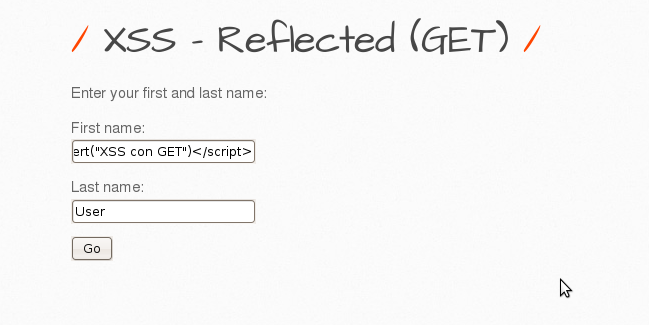 / XSS - Reflected (GET) /
Enter your first and last name:
First name:
ert("XSS con GET")</script>
Last name:
User
Go